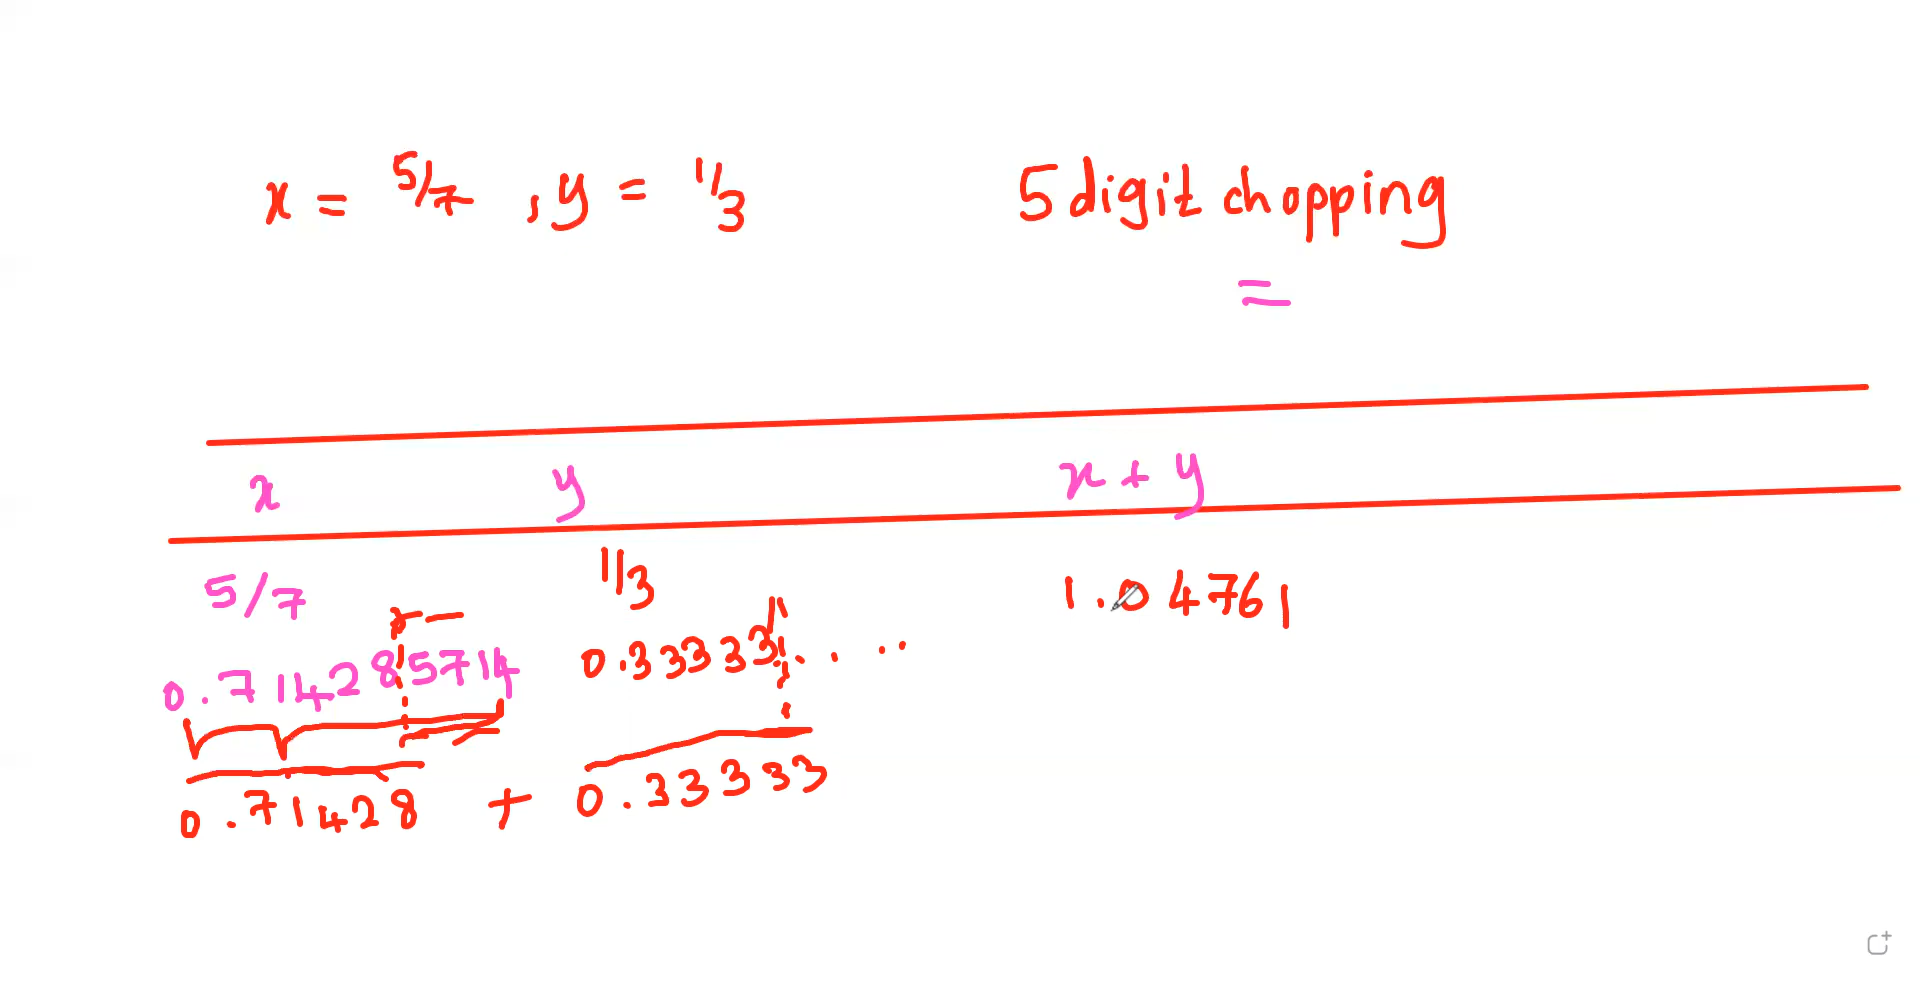 x = 5/7 , y = 1/3 5 digit chopping
=
x y x + y
5/7 1/3 1.04761
0.714285714 0.33333....
0.71428 + 0.33333